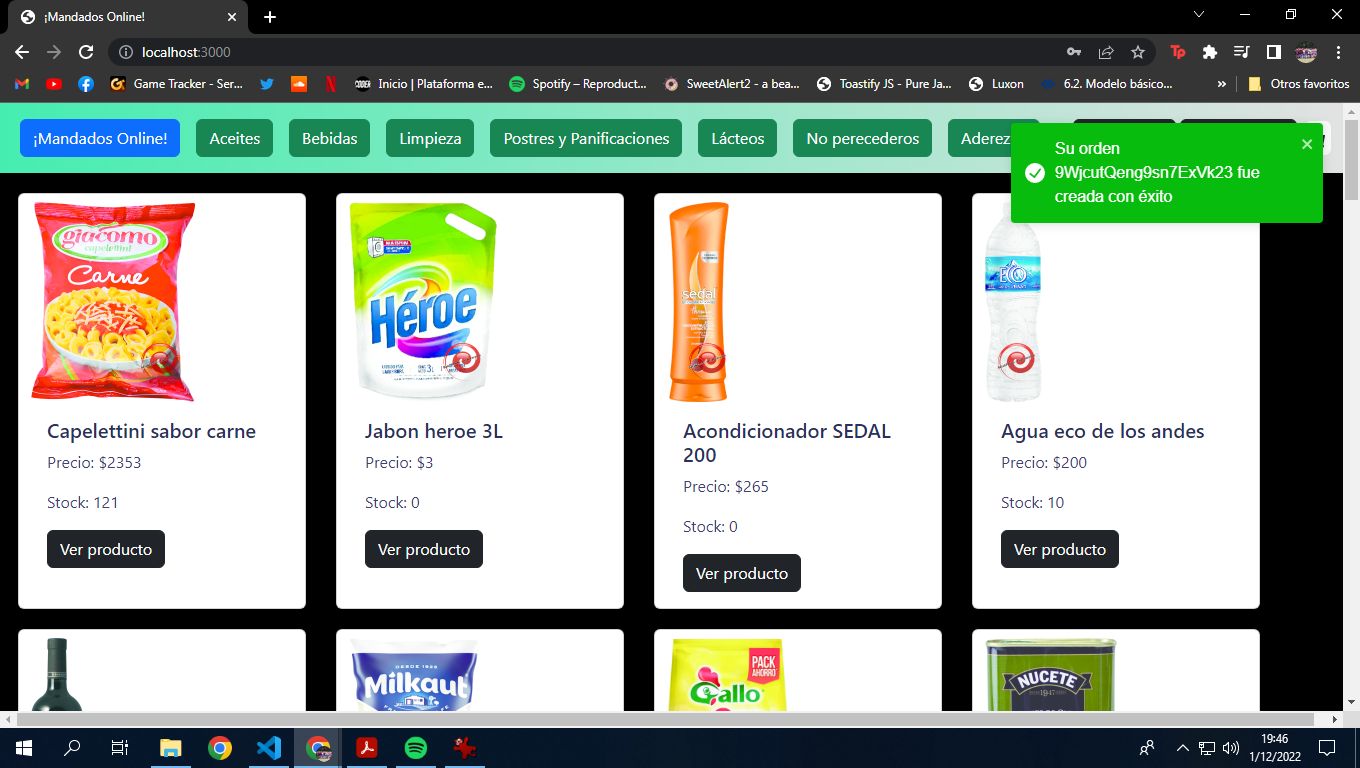 ¡Mandados Online!
localhost:3000
Game Tracker - Ser...
Inicio | Plataforma e...
Spotify – Reproduct...
SweetAlert2 - a bea...
Toastify JS - Pure Ja...
Luxon
6.2. Modelo básico...
»
Otros favoritos
¡Mandados Online!
Aceites
Bebidas
Limpieza
Postres y Panificaciones
Lácteos
No perecederos
Su orden
9WjcutQeng9sn7ExVk23 fue
creada con éxito
giacomo
capelettini
Carne
Héroe
3L
sedal
ECO
Capelettini sabor carne
Precio: $2353
Stock: 121
Ver producto
Jabon heroe 3L
Precio: $3
Stock: 0
Ver producto
Acondicionador SEDAL
200
Precio: $265
Stock: 0
Ver producto
Agua eco de los andes
Precio: $200
Stock: 10
Ver producto
DESDE 1925
Milkaut
PACK
AHORRO
Gallo
NUCETE
1947
19:46
1/12/2022